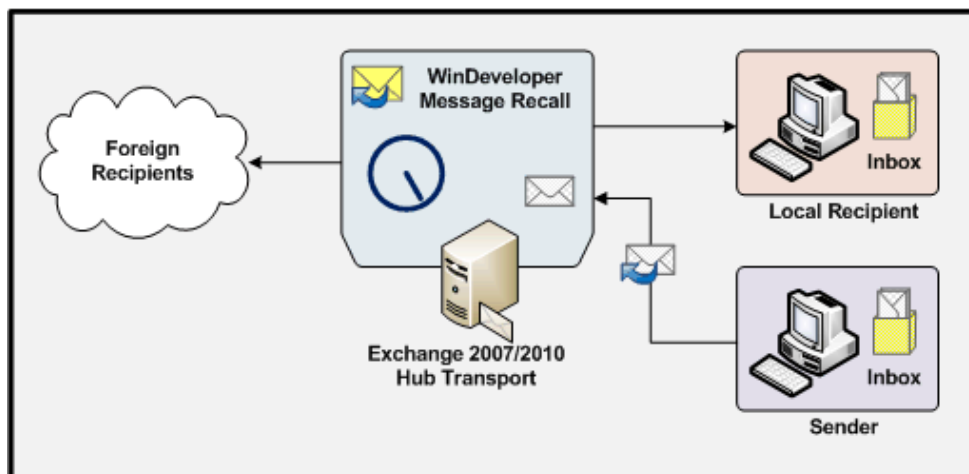 WinDeveloper
Message Recall
Foreign
Recipients
Inbox
Local Recipient
Exchange 2007/2010
Hub Transport
Inbox
Sender